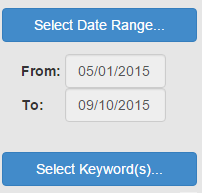 Select Date Range...
From: 05/01/2015
To: 09/10/2015
Select Keyword(s)...